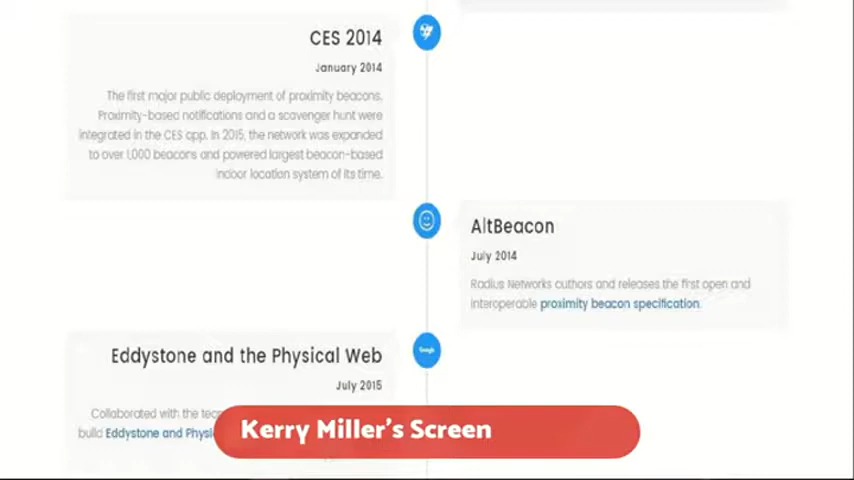 CES 2014
January 2014
The first major public deployment of proximity beacons.
Proximity-based notifications and a scavenger hunt were
integrated in the CES app. In 2015, the network was expanded
to over 1,000 beacons and powered largest beacon-based
indoor location system of its time.
AltBeacon
July 2014
Radius Networks authors and releases the first open and
interoperable proximity beacon specification.
Eddystone and the Physical Web
July 2015
Collaborated with the
build Eddystone and
Kerry Miller's Screen